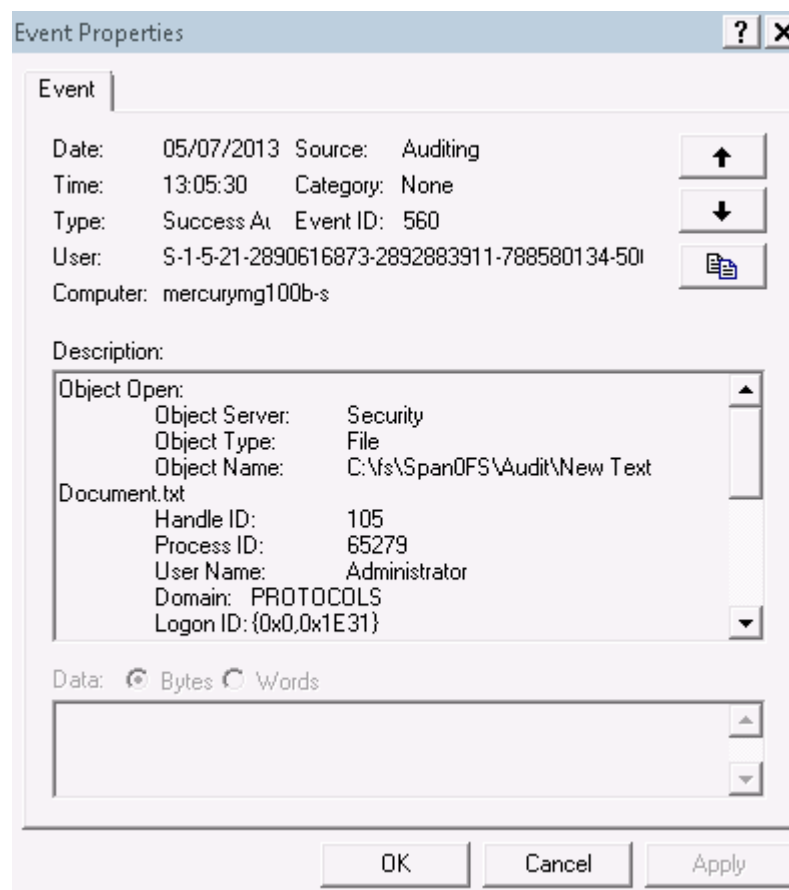 Event Properties
Event
Date: 05/07/2013 Source: Auditing
Time: 13:05:30 Category: None
Type: Success Au Event ID: 560
User: S-1-5-21-2890616873-2892883911-788580134-500
Computer: mercurymg100b-s
Description:
Object Open:
Object Server: Security
Object Type: File
Object Name: C:\fs\Span0FS\Audit\New Text
Document.txt
Handle ID: 105
Process ID: 65279
User Name: Administrator
Domain: PROTOCOLS
Logon ID: {0x0,0x1E31}
Data: Bytes Words
OK Cancel Apply